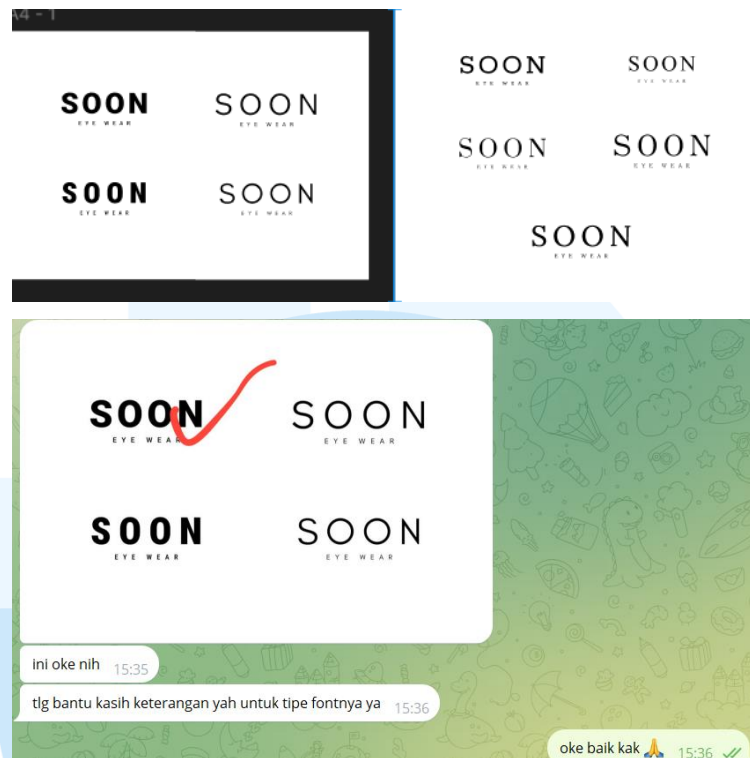 A4 - 1
SOON
EYE WEAR
SOON
EYE WEAR
SOON
EYE WEAR
SOON
EYE WEAR
SOON
EYE WEAR
SOON
EYE WEAR
SOON
EYE WEAR
SOON
EYE WEAR
SOON
EYE WEAR
SOON
EYE WEAR
SOON
EYE WEAR
SOON
EYE WEAR
SOON
EYE WEAR
ini oke nih 15:35
tlg bantu kasih keterangan yah untuk tipe fontnya ya 15:36
oke baik kak 🙏 15:36